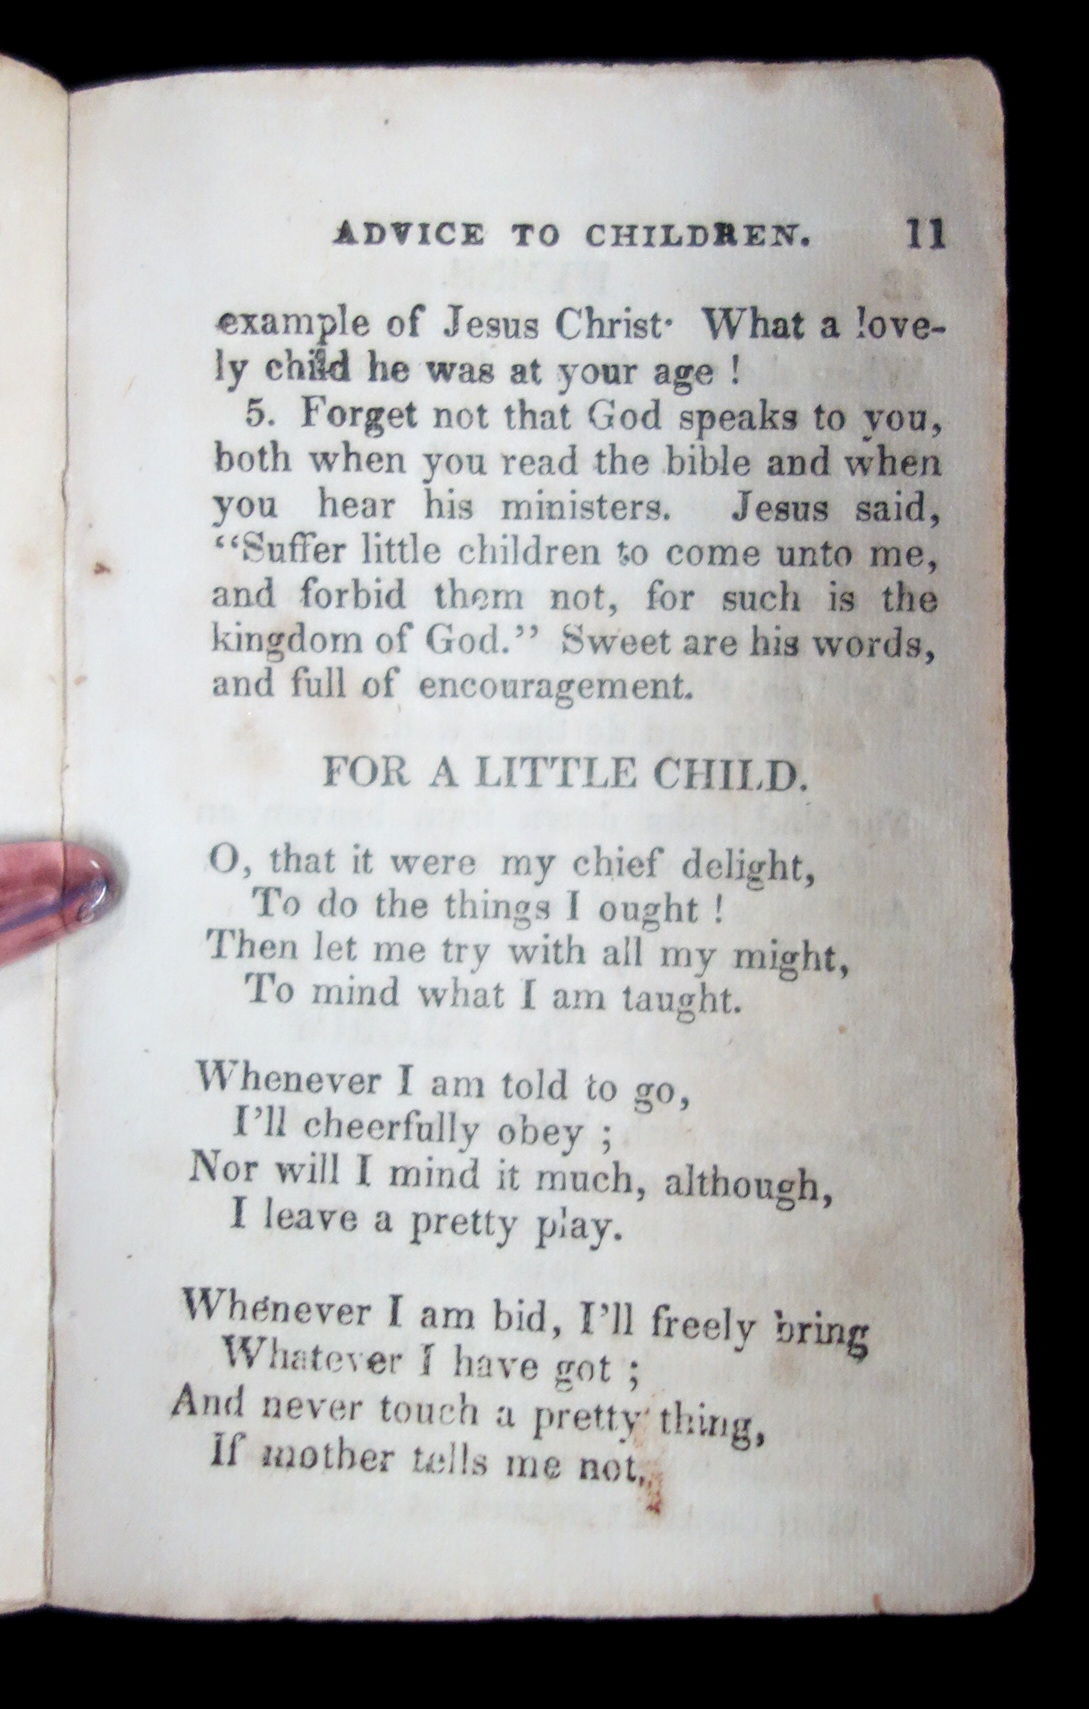 ADVICE TO CHILDREN. 11
example of Jesus Christ· What a love-
ly child he was at your age !
5. Forget not that God speaks to you,
both when you read the bible and when
you hear his ministers. Jesus said,
“Suffer little children to come unto me,
and forbid them not, for such is the
kingdom of God.” Sweet are his words,
and full of encouragement.
FOR A LITTLE CHILD.
O, that it were my chief delight,
To do the things I ought !
Then let me try with all my might,
To mind what I am taught.
Whenever I am told to go,
I’ll cheerfully obey ;
Nor will I mind it much, although,
I leave a pretty play.
Whenever I am bid, I’ll freely bring
Whatever I have got ;
And never touch a pretty thing,
If mother tells me not.